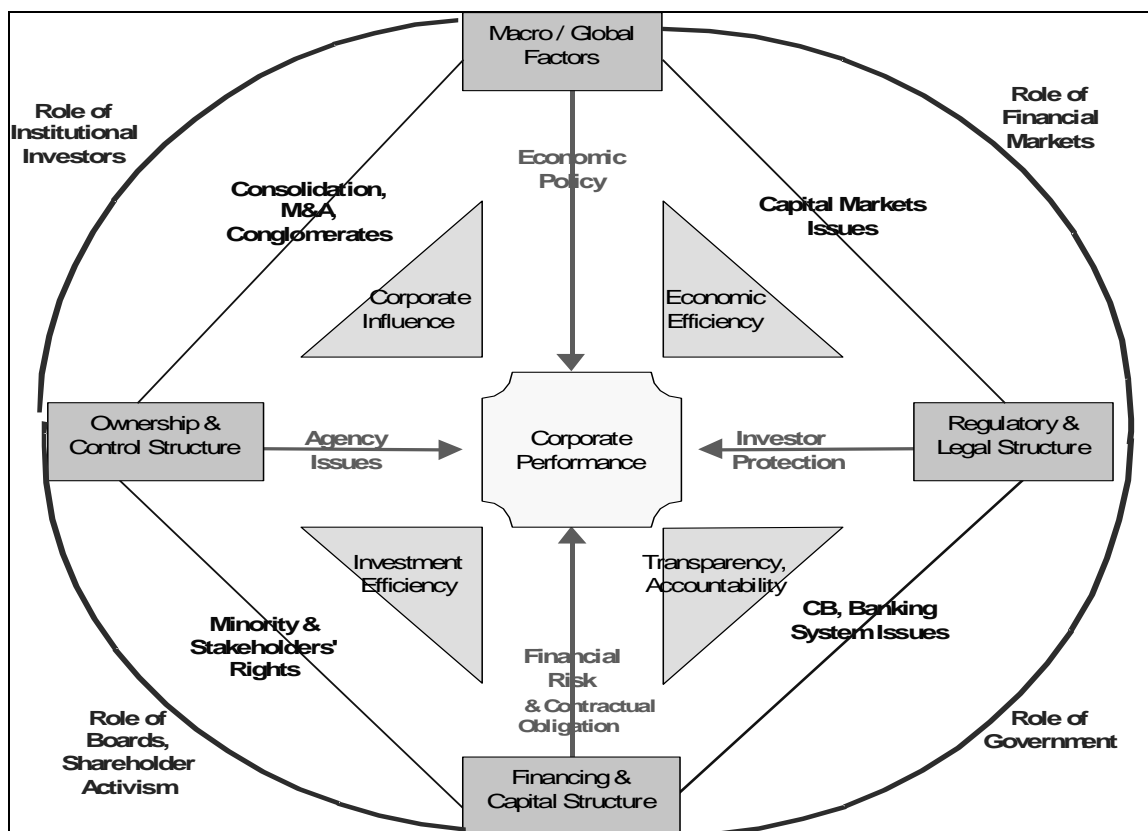 Macro / Global
Factors
Role of
Institutional
Investors
Role of
Financial
Markets
Economic
Policy
Consolidation,
M&A,
Conglomerates
Capital Markets
Issues
Corporate
Influence
Economic
Efficiency
Ownership &
Control Structure
Agency
Issues
Corporate
Performance
Investor
Protection
Regulatory &
Legal Structure
Investment
Efficiency
Transparency,
Accountability
Minority &
Stakeholders'
Rights
CB, Banking
System Issues
Financial
Risk
& Contractual
Obligation
Role of
Boards,
Shareholder
Activism
Role of
Government
Financing &
Capital Structure